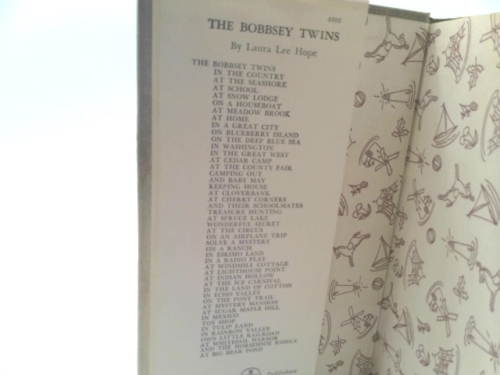 THE BOBBSEY TWINS
By Laura Lee Hope
THE BOBBSEY TWINS
IN THE COUNTRY
AT THE SEASHORE
AT SCHOOL
AT SNOW LODGE
ON A HOUSEBOAT
AT MEADOW BROOK
AT HOME
IN A GREAT CITY
ON BLUEBERRY ISLAND
ON THE DEEP BLUE SEA
IN WASHINGTON
IN THE GREAT WEST
AT CEDAR CAMP
AT THE COUNTY FAIR
CAMPING OUT
AND BABY MAY
KEEPING HOUSE
AT CLOVERBANK
AT CHERRY CORNERS
AND THEIR SCHOOLMATES
TREASURE HUNTING
AT SPRUCE LAKE
WONDERFUL SECRET
AT THE CIRCUS
ON AN AIRPLANE TRIP
SOLVE A MYSTERY
ON A RANCH
IN ESKIMO LAND
IN A RADIO PLAY
AT WINDMILL COTTAGE
AT LIGHTHOUSE POINT
AT INDIAN HOLLOW
AT THE ICE CARNIVAL
IN THE LAND OF COTTON
IN ECHO VALLEY
ON THE PONY TRAIL
AT MYSTERY MANSION
AT SUGAR MAPLE HILL
IN MEXICO
TOY SHOP
IN TULIP LAND
IN RAINBOW VALLEY
OWN LITTLE RAILROAD
AT WHITESAIL HARBOR
AND THE HORSESHOE RIDDLE
AT BIG BEAR POND
Publishers